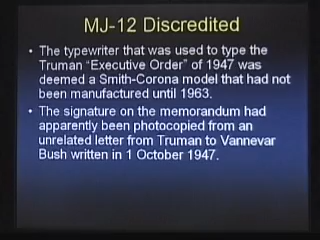 MJ-12 Discredited
• The typewriter that was used to type the
Truman “Executive Order” of 1947 was
deemed a Smith-Corona model that had not
been manufactured until 1963.
• The signature on the memorandum had
apparently been photocopied from an
unrelated letter from Truman to Vannevar
Bush written in 1 October 1947.